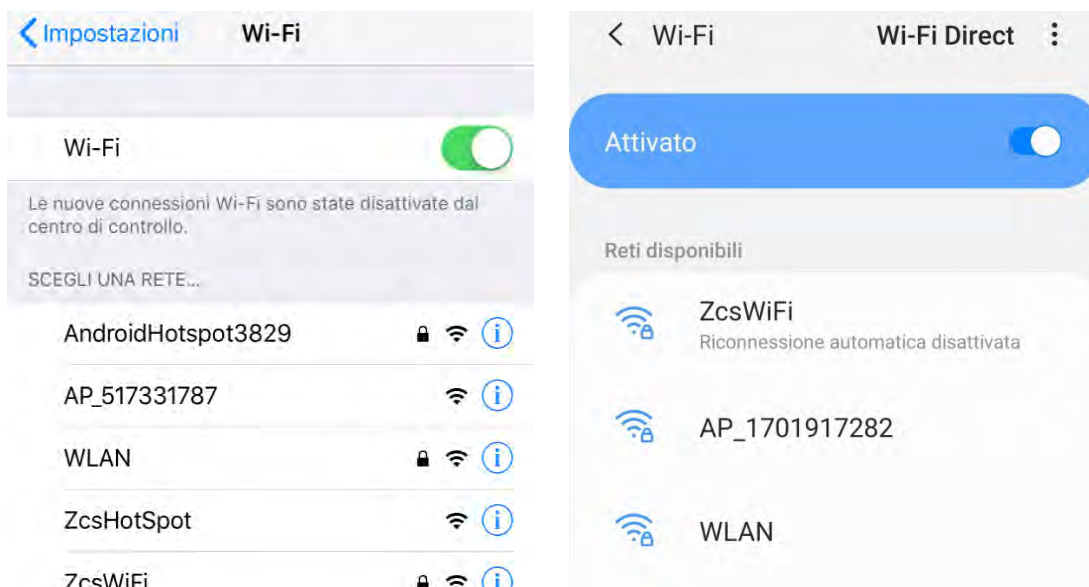 Impostazioni Wi-Fi
Wi-Fi
Le nuove connessioni Wi-Fi sono state disattivate dal
centro di controllo.
SCEGLI UNA RETE...
AndroidHotspot3829
AP_517331787
WLAN
ZcsHotSpot
ZcsWiFi
Wi-Fi Wi-Fi Direct
Attivato
Reti disponibili
ZcsWiFi
Riconnessione automatica disattivata
AP_1701917282
WLAN